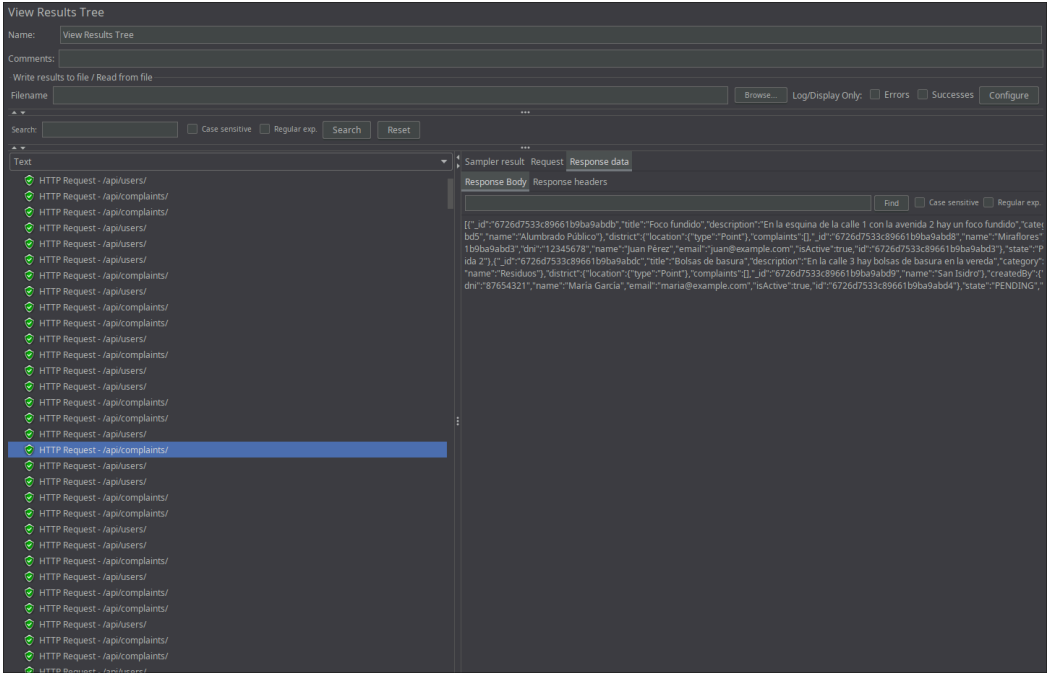 View Results Tree
Name: View Results Tree
Comments:
Write results to file / Read from file
Filename Browse... Log/Display Only: Errors Successes Configure
Search: Case sensitive Regular exp. Search Reset
Text
HTTP Request - /api/users/
HTTP Request - /api/complaints/
HTTP Request - /api/complaints/
HTTP Request - /api/users/
HTTP Request - /api/users/
HTTP Request - /api/users/
HTTP Request - /api/complaints/
HTTP Request - /api/users/
HTTP Request - /api/complaints/
HTTP Request - /api/complaints/
HTTP Request - /api/users/
HTTP Request - /api/complaints/
HTTP Request - /api/users/
HTTP Request - /api/users/
HTTP Request - /api/complaints/
HTTP Request - /api/complaints/
HTTP Request - /api/users/
HTTP Request - /api/complaints/
HTTP Request - /api/users/
HTTP Request - /api/users/
HTTP Request - /api/complaints/
HTTP Request - /api/complaints/
HTTP Request - /api/users/
HTTP Request - /api/users/
HTTP Request - /api/complaints/
HTTP Request - /api/users/
HTTP Request - /api/complaints/
HTTP Request - /api/complaints/
HTTP Request - /api/users/
HTTP Request - /api/complaints/
HTTP Request - /api/complaints/
HTTP Request - /api/users/
Sampler result Request Response data
Response Body Response headers
Find Case sensitive Regular exp.
[{"_id":"6726d7533c89661b9ba9abdb","title":"Foco fundido","description":"En la esquina de la calle 1 con la avenida 2 hay un foco fundido","categ
bd5","name":"Alumbrado Público"},"district":{"location":{"type":"Point"},"complaints":[],"_id":"6726d7533c89661b9ba9abd8","name":"Miraflores"
1b9ba9abd3","dni":"12345678","name":"Juan Pérez","email":"juan@example.com","isActive":true,"id":"6726d7533c89661b9ba9abd3"},"state":"P
ida 2"},{"_id":"6726d7533c89661b9ba9abdc","title":"Bolsas de basura","description":"En la calle 3 hay bolsas de basura en la vereda","category":
"name":"Residuos"},"district":{"location":{"type":"Point"},"complaints":[],"_id":"6726d7533c89661b9ba9abd9","name":"San Isidro"},"createdBy":{"
dni":"87654321","name":"María García","email":"maria@example.com","isActive":true,"id":"6726d7533c89661b9ba9abd4"},"state":"PENDING","